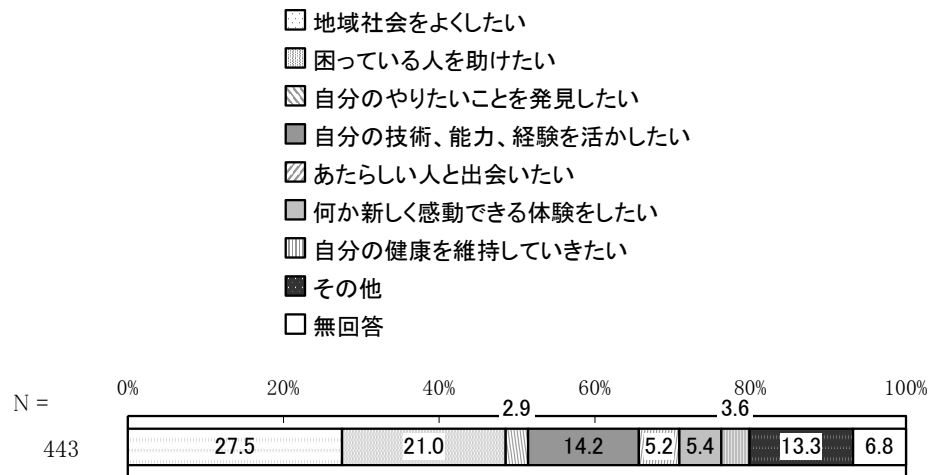 地域社会をよくしたい
困っている人を助けたい
自分のやりたいことを発見したい
自分の技術、能力、経験を活かしたい
あたらしい人と出会いたい
何か新しく感動できる体験をしたい
自分の健康を維持していきたい
その他
無回答
N = 0% 20% 40% 60% 80% 100%
2.9 3.6
443 27.5 21.0 14.2 5.2 5.4 13.3 6.8